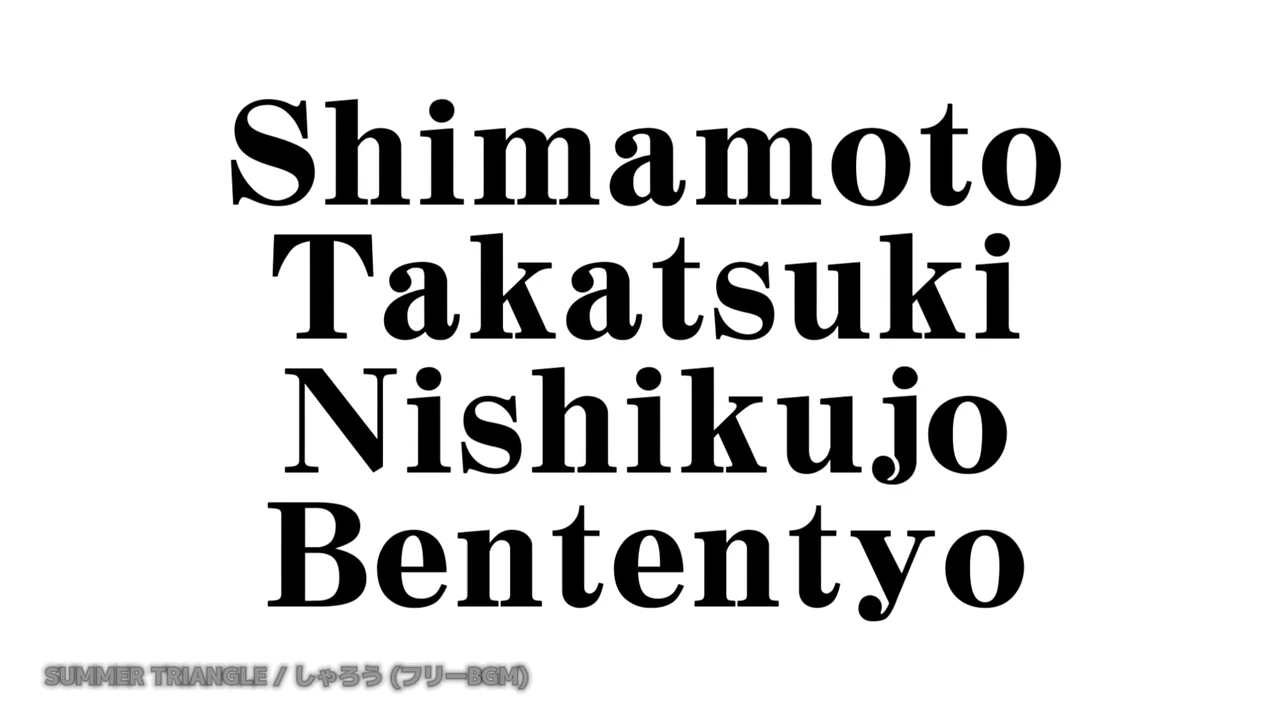 Shimamoto
Takatsuki
Nishikujo
Bententyo
SUMMER TRIANGLE / しゃろう (フリーBGM)